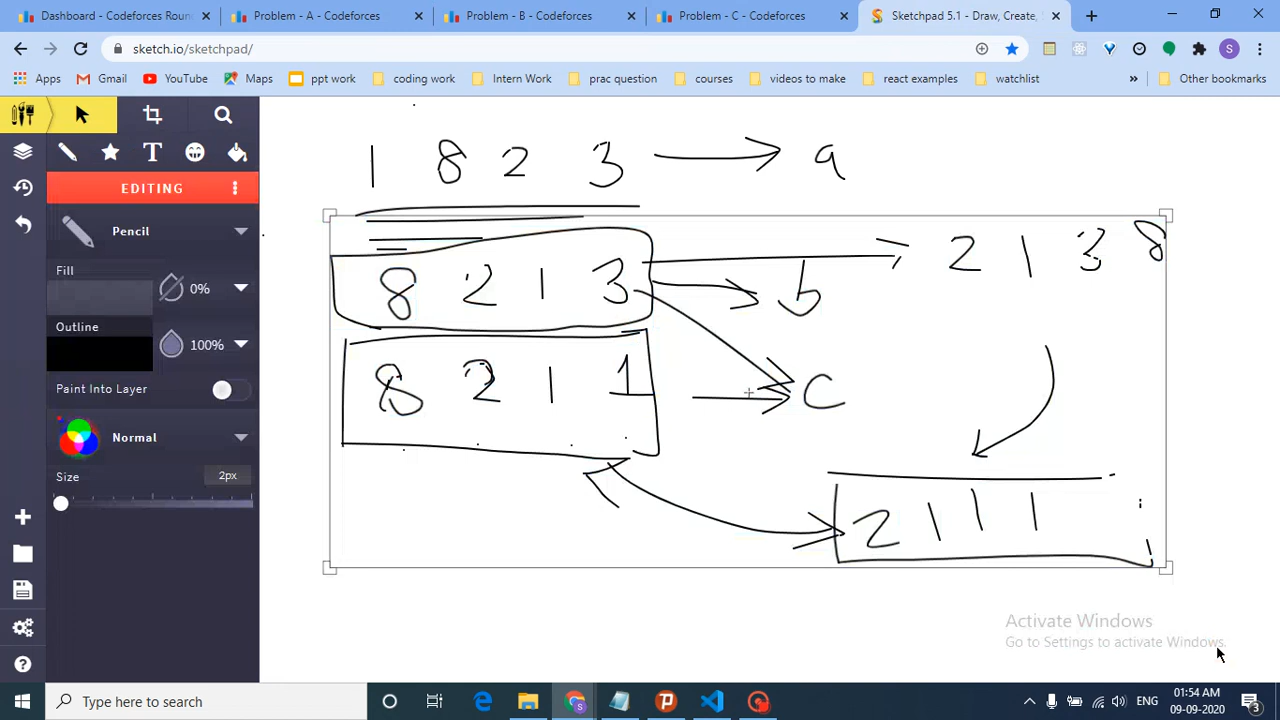 Dashboard - Codeforces Roun
Problem - A - Codeforces
Problem - B - Codeforces
Problem - C - Codeforces
Sketchpad 5.1 - Draw, Create,
sketch.io/sketchpad/
S
Apps
Gmail
YouTube
Maps
ppt work
coding work
Intern Work
prac question
courses
videos to make
react examples
watchlist
»
Other bookmarks
EDITING
Pencil
Fill
0%
Outline
100%
Paint Into Layer
Normal
Size
2px
1 8 2 3 → a
8 2 1 3 → b
2 1 3 8
8 2 1 1 → C
2 1 1 1
Activate Windows
Go to Settings to activate Windows.
Type here to search
ENG
01:54 AM
09-09-2020
3